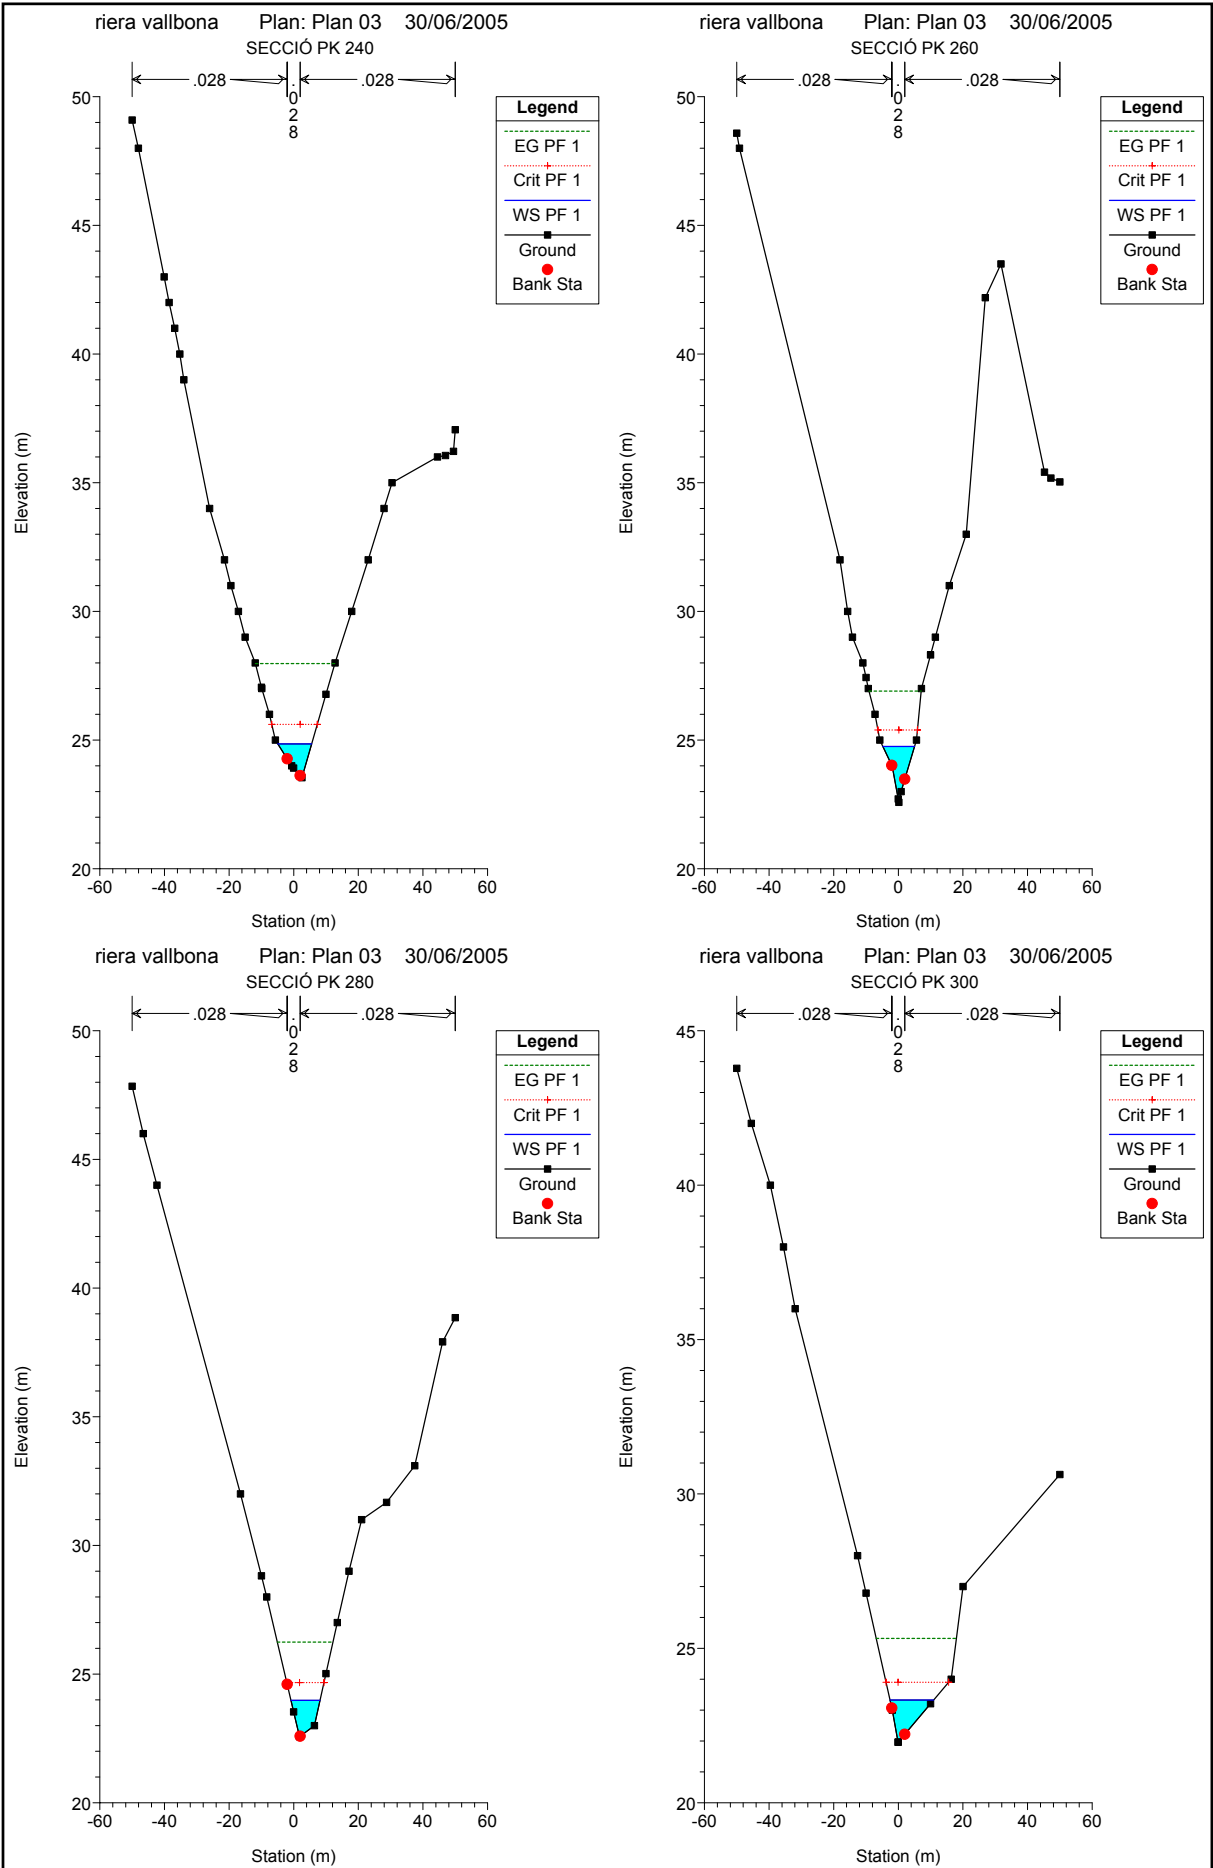 riera vallbona Plan: Plan 03 30/06/2005
SECCIÓ PK 240
.028 .028
.
0
2
8
Legend
EG PF 1
Crit PF 1
WS PF 1
Ground
Bank Sta
50
45
40
35
30
25
20
Elevation (m)
-60 -40 -20 0 20 40 60
Station (m)
riera vallbona Plan: Plan 03 30/06/2005
SECCIÓ PK 260
.028 .028
.
0
2
8
Legend
EG PF 1
Crit PF 1
WS PF 1
Ground
Bank Sta
50
45
40
35
30
25
20
Elevation (m)
-60 -40 -20 0 20 40 60
Station (m)
riera vallbona Plan: Plan 03 30/06/2005
SECCIÓ PK 280
.028 .028
.
0
2
8
Legend
EG PF 1
Crit PF 1
WS PF 1
Ground
Bank Sta
50
45
40
35
30
25
20
Elevation (m)
-60 -40 -20 0 20 40 60
Station (m)
riera vallbona Plan: Plan 03 30/06/2005
SECCIÓ PK 300
.028 .028
.
0
2
8
Legend
EG PF 1
Crit PF 1
WS PF 1
Ground
Bank Sta
45
40
35
30
25
20
Elevation (m)
-60 -40 -20 0 20 40 60
Station (m)